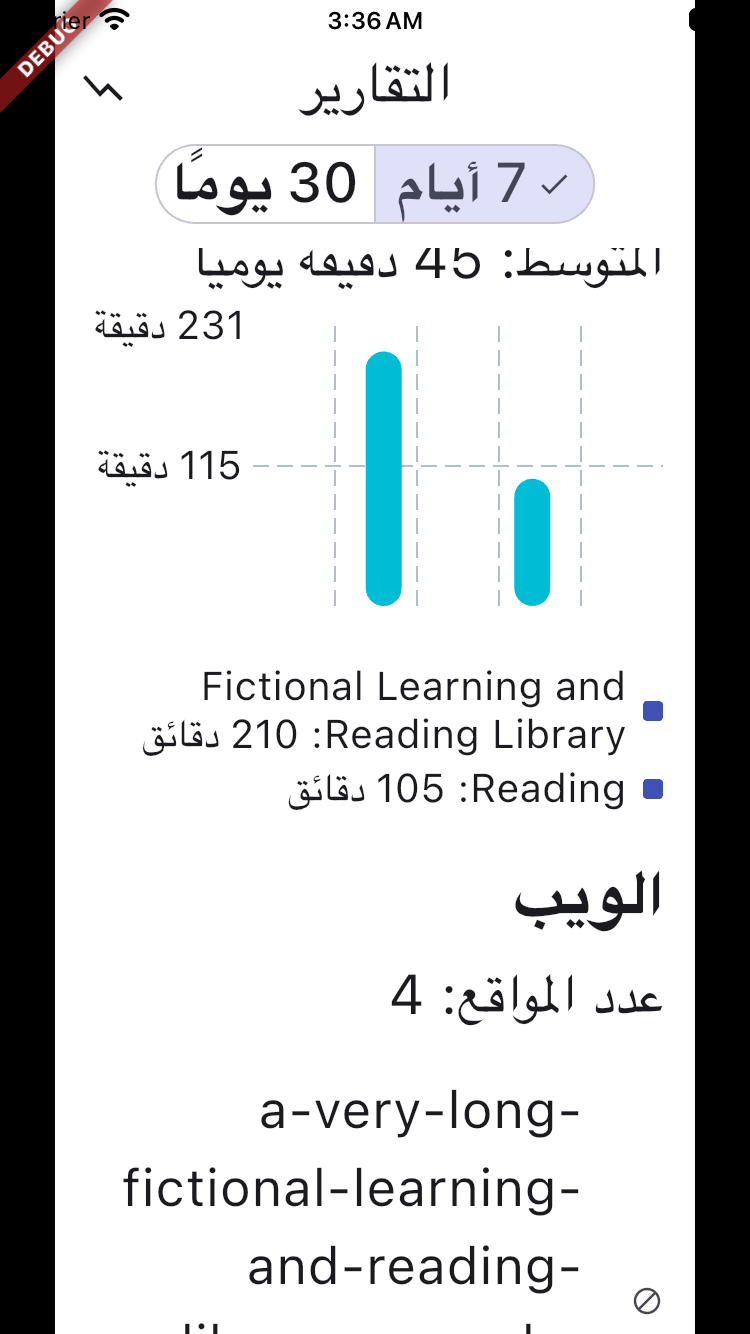 rier
3:36 AM
DEBUG
التقارير
7 أيام
30 يومًا
المتوسط: 45 دقيقة يوميا
231 دقيقة
115 دقيقة
Fictional Learning and
Reading Library: 210 دقائق
Reading: 105 دقائق
الويب
عدد المواقع: 4
a-very-long-
fictional-learning-
and-reading-